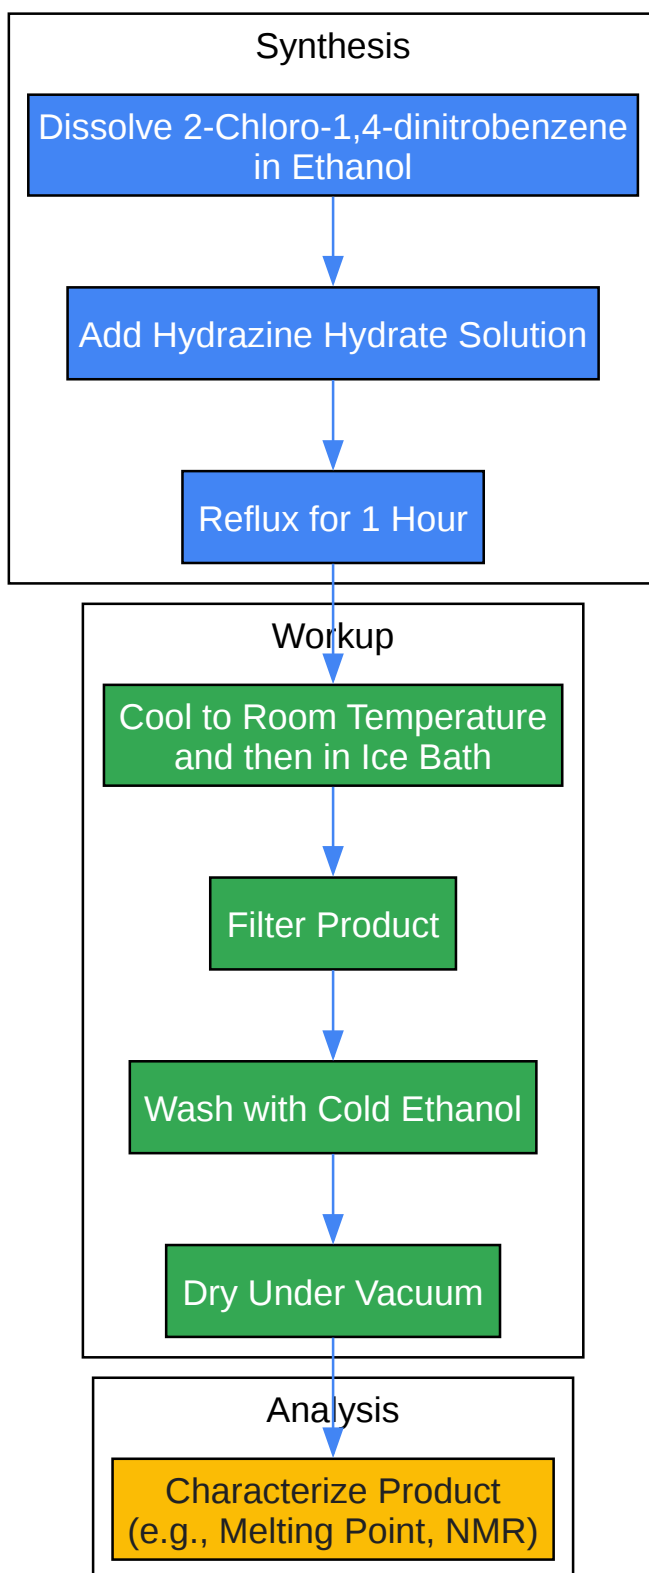 Synthesis
Dissolve 2-Chloro-1,4-dinitrobenzene
in Ethanol
Add Hydrazine Hydrate Solution
Reflux for 1 Hour
Workup
Cool to Room Temperature
and then in Ice Bath
Filter Product
Wash with Cold Ethanol
Dry Under Vacuum
Analysis
Characterize Product
(e.g., Melting Point, NMR)